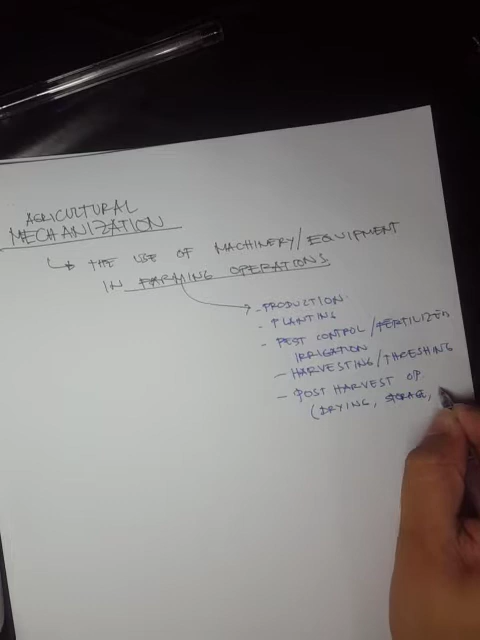 AGRICULTURAL
MECHANIZATION
↳ THE USE OF MACHINERY/EQUIPMENT
IN FARMING OPERATIONS
- PRODUCTION
- PLANTING
- PEST CONTROL/FERTILIZER
IRRIGATION
- HARVESTING/THRESHING
- POST HARVEST OP
(DRYING, STORAGE,